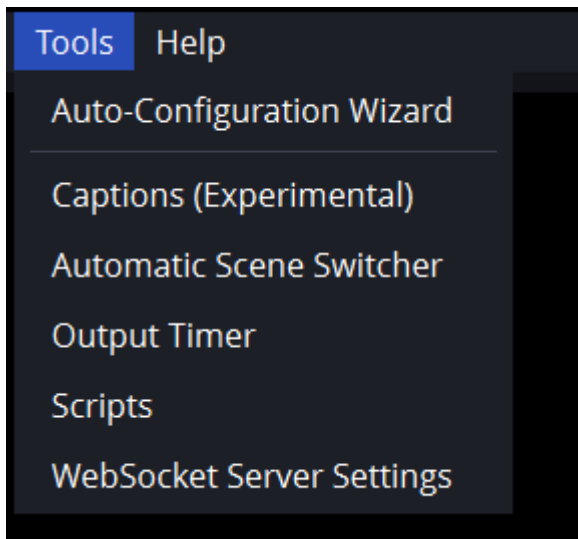 Tools Help
Auto-Configuration Wizard
Captions (Experimental)
Automatic Scene Switcher
Output Timer
Scripts
WebSocket Server Settings